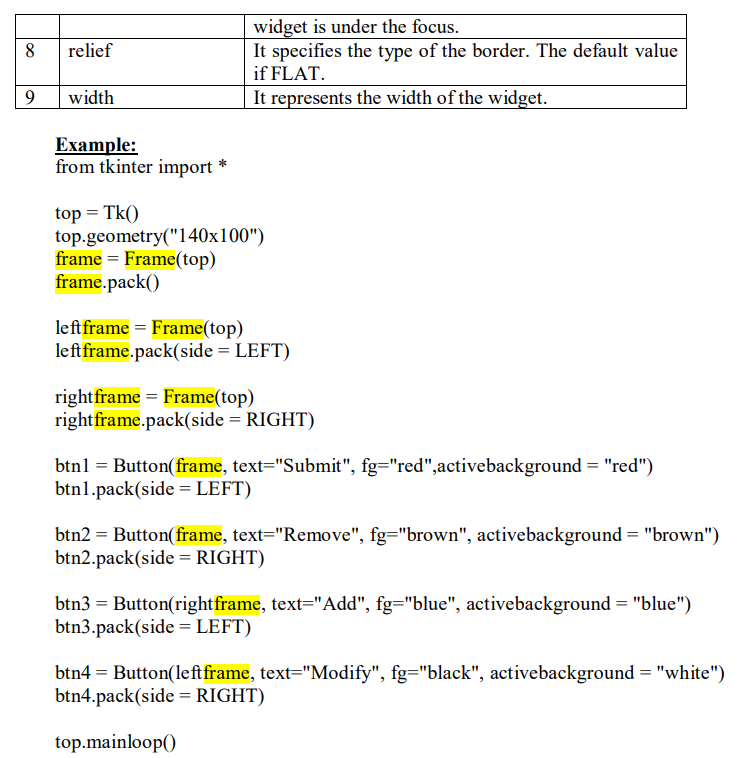 widget is under the focus.
8 relief It specifies the type of the border. The default value
if FLAT.
9 width It represents the width of the widget.
Example:
from tkinter import *
top = Tk()
top.geometry("140x100")
frame = Frame(top)
frame.pack()
leftframe = Frame(top)
leftframe.pack(side = LEFT)
rightframe = Frame(top)
rightframe.pack(side = RIGHT)
btn1 = Button(frame, text="Submit", fg="red",activebackground = "red")
btn1.pack(side = LEFT)
btn2 = Button(frame, text="Remove", fg="brown", activebackground = "brown")
btn2.pack(side = RIGHT)
btn3 = Button(rightframe, text="Add", fg="blue", activebackground = "blue")
btn3.pack(side = LEFT)
btn4 = Button(leftframe, text="Modify", fg="black", activebackground = "white")
btn4.pack(side = RIGHT)
top.mainloop()